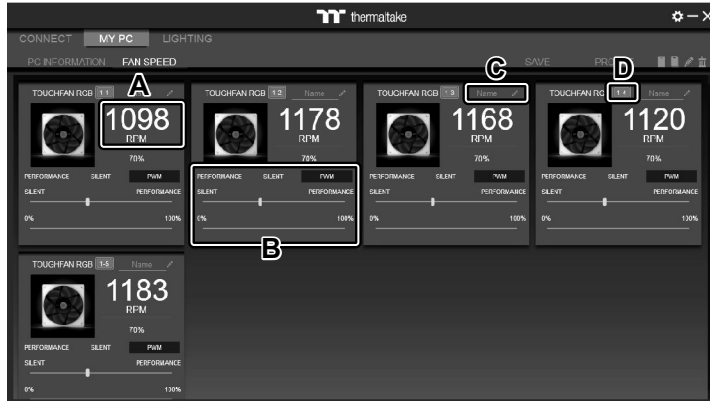 thermaltake
CONNECT MY PC LIGHTING
PC INFORMATION FAN SPEED SAVE
A C D
TOUCHFAN RGB 1-1
1098
RPM
70%
PERFORMANCE SILENT PWM
SILENT PERFORMANCE
0% 100%
TOUCHFAN RGB 1-2 Name
1178
RPM
70%
PERFORMANCE SILENT PWM
SILENT PERFORMANCE
0% 100%
B
TOUCHFAN RGB 1-3 Name
1168
RPM
70%
PERFORMANCE SILENT PWM
SILENT PERFORMANCE
0% 100%
TOUCHFAN RG 1-4 Name
1120
RPM
70%
PERFORMANCE SILENT PWM
SILENT PERFORMANCE
0% 100%
TOUCHFAN RGB 1-5 Name
1183
RPM
70%
PERFORMANCE SILENT PWM
SILENT PERFORMANCE
0% 100%